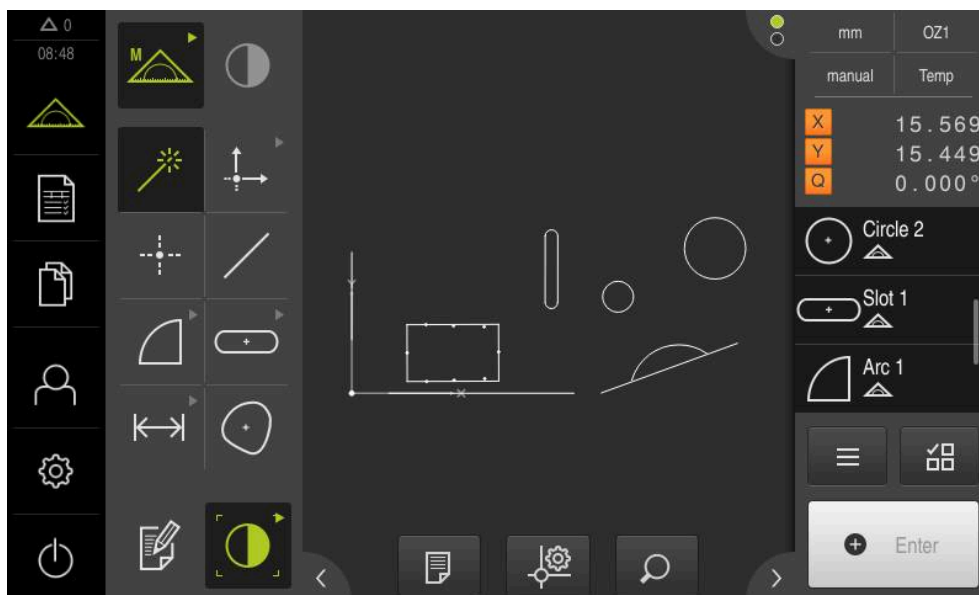 0
08:48
M
mm OZ1
manual Temp
X 15.569
Y 15.449
Q 0.000°
Circle 2
Slot 1
Arc 1
Enter
Y
X